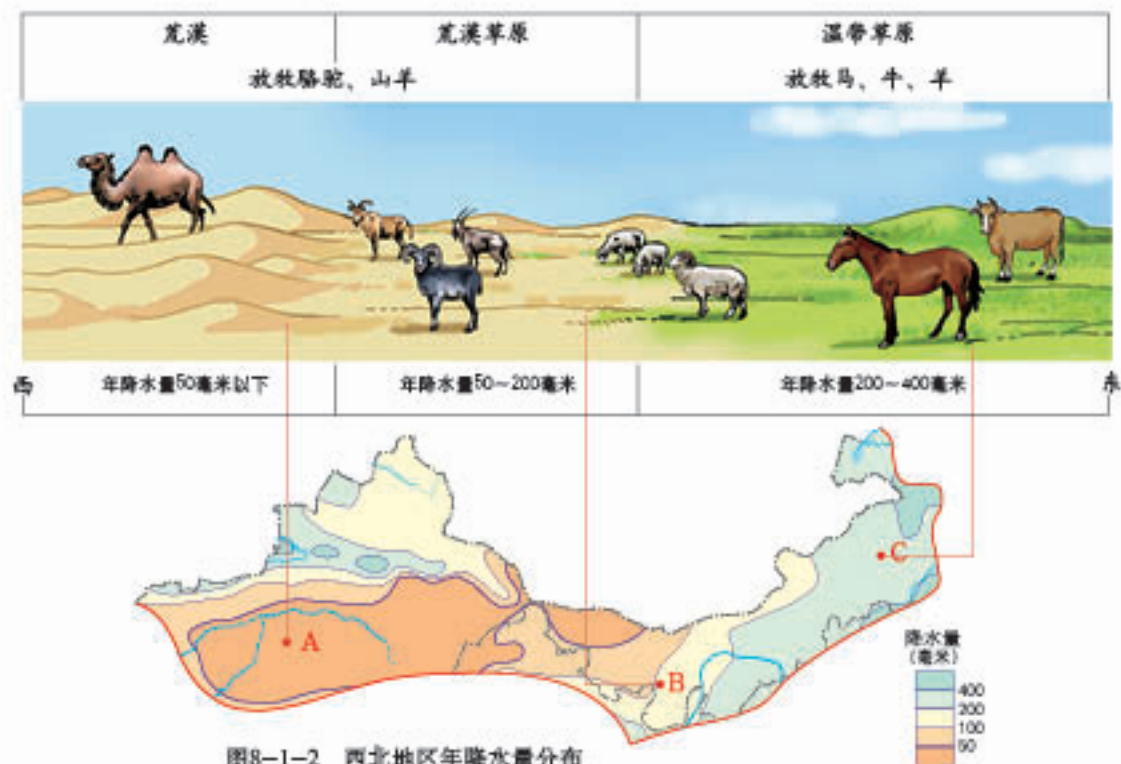 荒漠
荒漠草原
温带草原
放牧骆驼、山羊
放牧马、牛、羊
西
年降水量50毫米以下
年降水量50～200毫米
年降水量200～400毫米
东
A
B
C
降水量
(毫米)
400
200
100
50
图8-1-2 西北地区年降水量分布